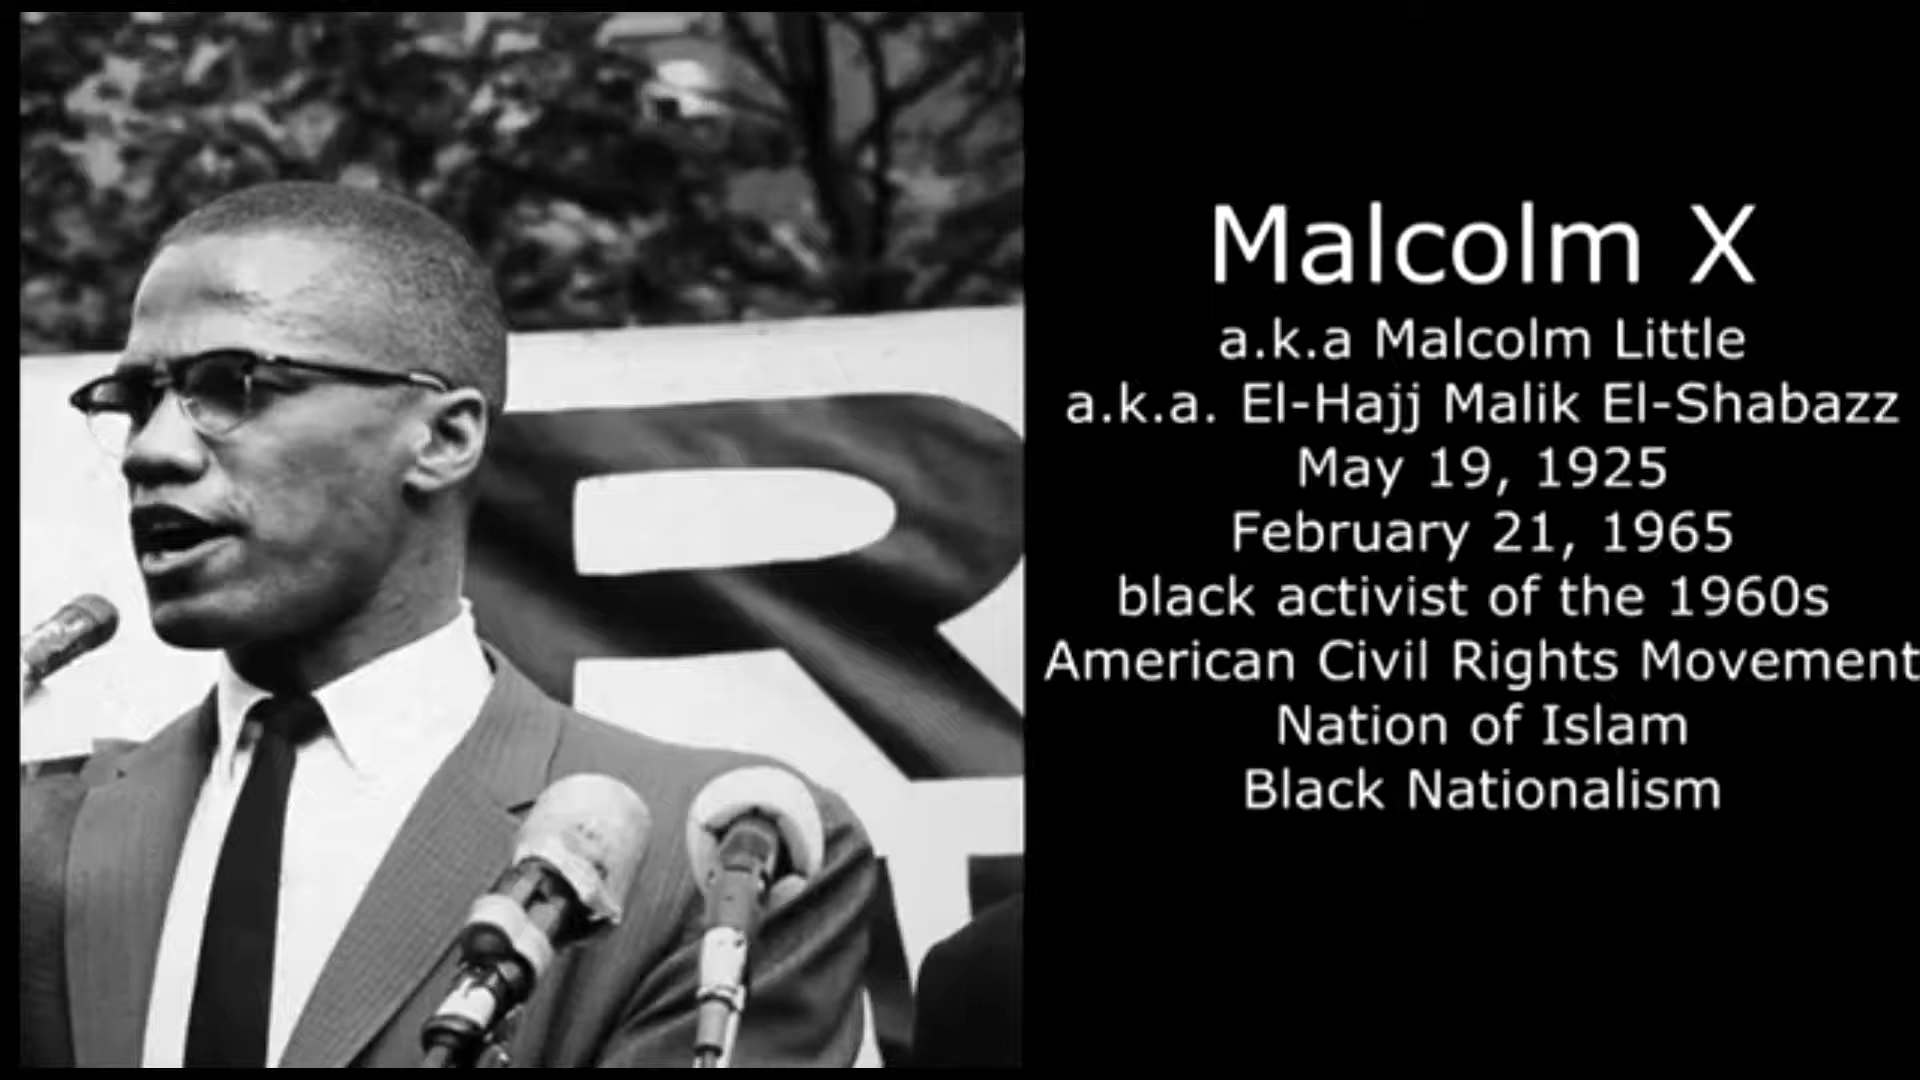 Malcolm X
a.k.a Malcolm Little
a.k.a. El-Hajj Malik El-Shabazz
May 19, 1925
February 21, 1965
black activist of the 1960s
American Civil Rights Movement
Nation of Islam
Black Nationalism
R